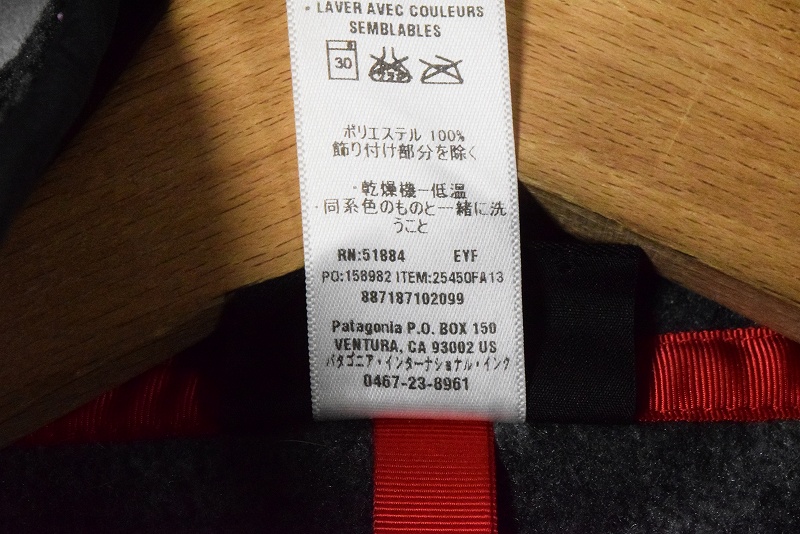 ・LAVER AVEC COULEURS
SEMBLABLES
30
ポリエステル 100%
飾り付け部分を除く
・乾燥機ー低温
・同系色のものと一緒に洗
うこと
RN:51884 EYF
PO:158982 ITEM:25450FA13
887187102099
Patagonia P.O. BOX 150
VENTURA, CA 93002 US
パタゴニア・インターナショナル・インク
0467-23-8961